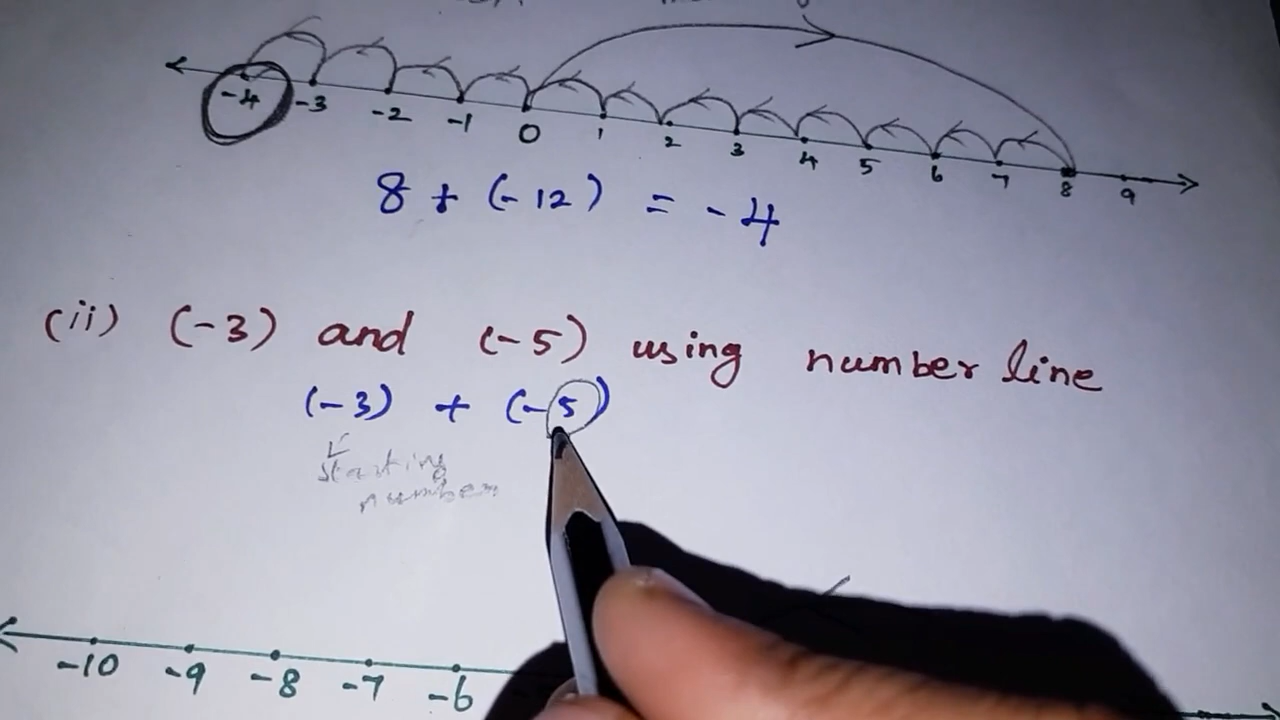 -4 -3 -2 -1 0 1 2 3 4 5 6 7 8 9
8 + (-12) = -4
(ii) (-3) and (-5) using number line
(-3) + (-5)
starting
number
-10 -9 -8 -7 -6